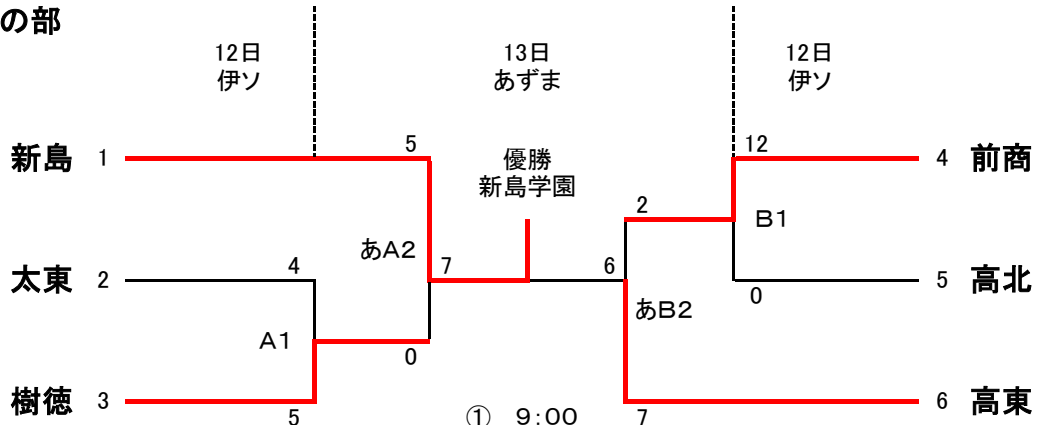 の部
12日
伊ソ
13日
あずま
12日
伊ソ
新島 1
5
優勝
新島学園
12
4 前商
2
B1
あA2
太東 2
4
7
6
0
5 高北
あB2
A1
0
樹徳 3
5
① 9:00
7
6 高東